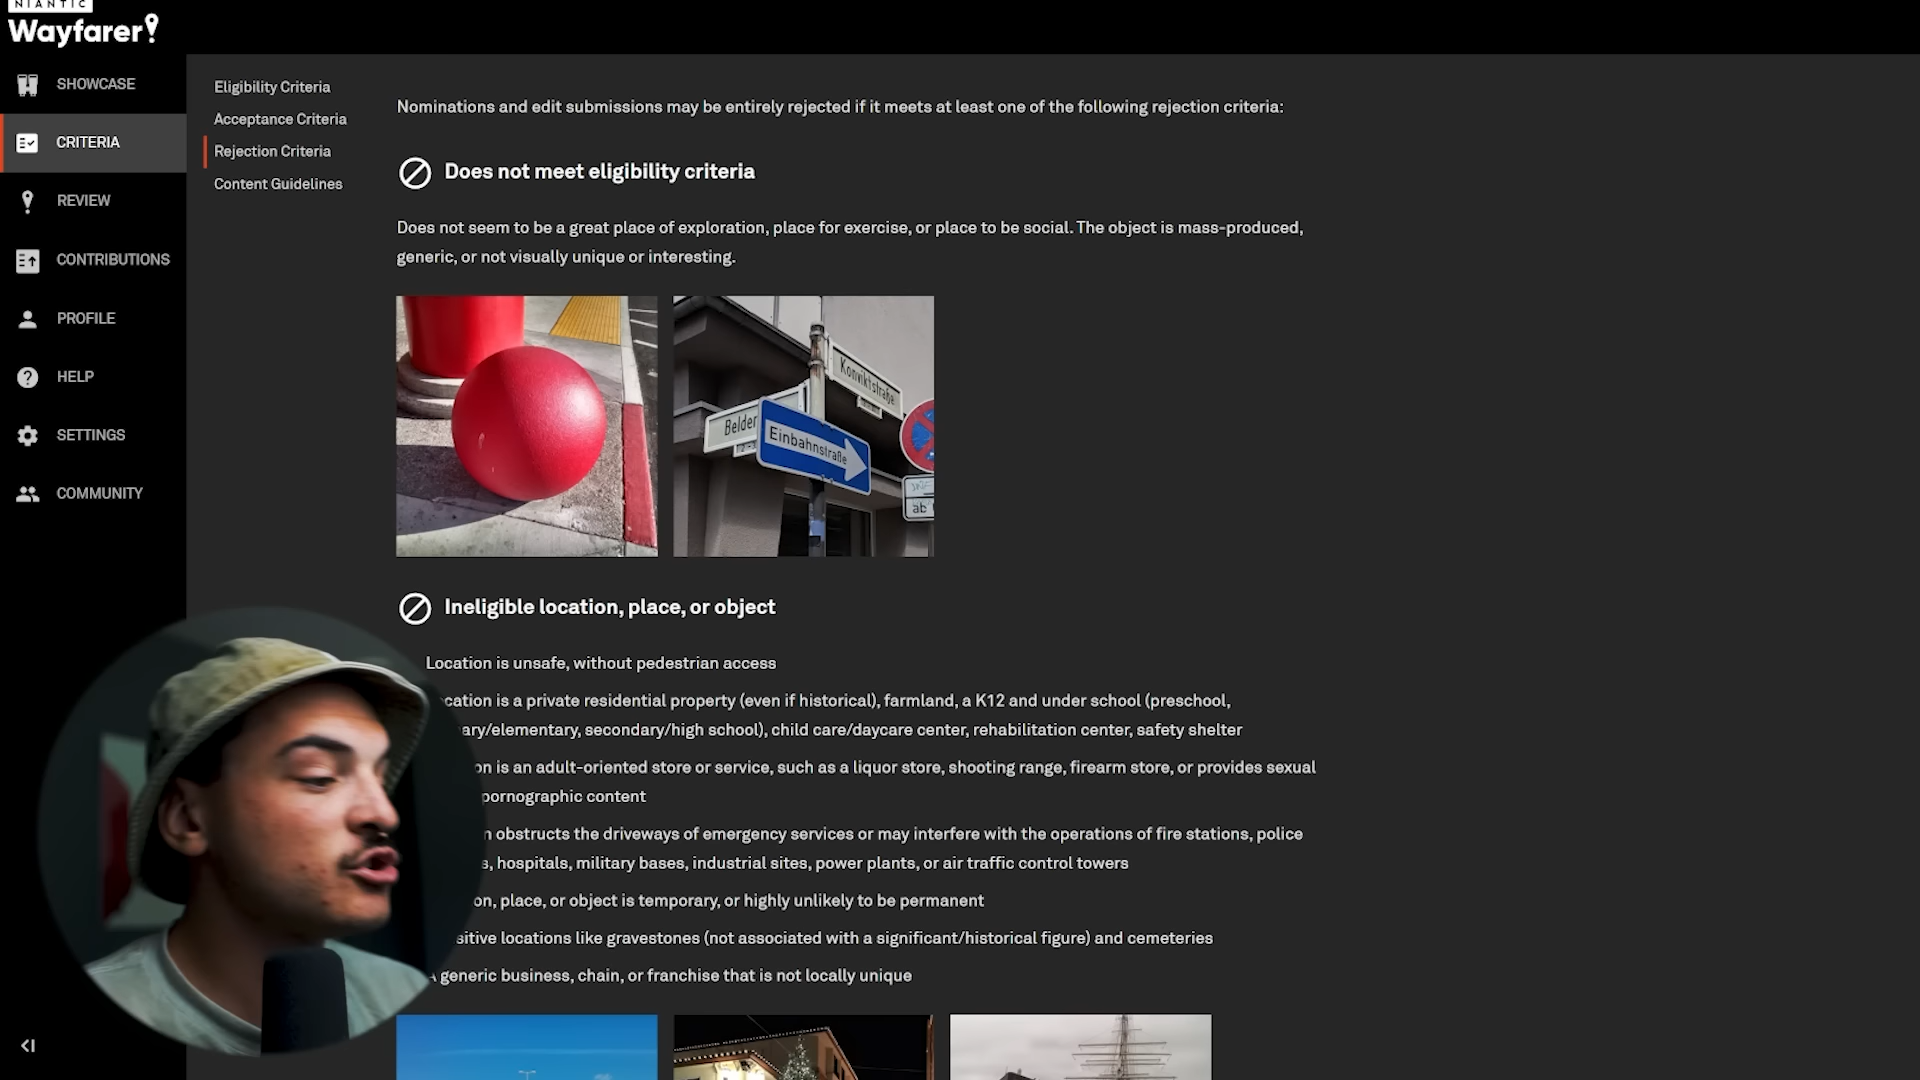 NIANTIC
Wayfarer
SHOWCASE
CRITERIA
REVIEW
CONTRIBUTIONS
PROFILE
HELP
SETTINGS
COMMUNITY
Eligibility Criteria
Acceptance Criteria
Rejection Criteria
Content Guidelines
Nominations and edit submissions may be entirely rejected if it meets at least one of the following rejection criteria:
Does not meet eligibility criteria
Does not seem to be a great place of exploration, place for exercise, or place to be social. The object is mass-produced,
generic, or not visually unique or interesting.
Konviktstraße
Belder
Einbahnstraße
ab
Ineligible location, place, or object
Location is unsafe, without pedestrian access
is a private residential property (even if historical), farmland, a K12 and under school (preschool,
ary/elementary, secondary/high school), child care/daycare center, rehabilitation center, safety shelter
on is an adult-oriented store or service, such as a liquor store, shooting range, firearm store, or provides sexual
pornographic content
n obstructs the driveways of emergency services or may interfere with the operations of fire stations, police
s, hospitals, military bases, industrial sites, power plants, or air traffic control towers
on, place, or object is temporary, or highly unlikely to be permanent
sitive locations like gravestones (not associated with a significant/historical figure) and cemeteries
A generic business, chain, or franchise that is not locally unique